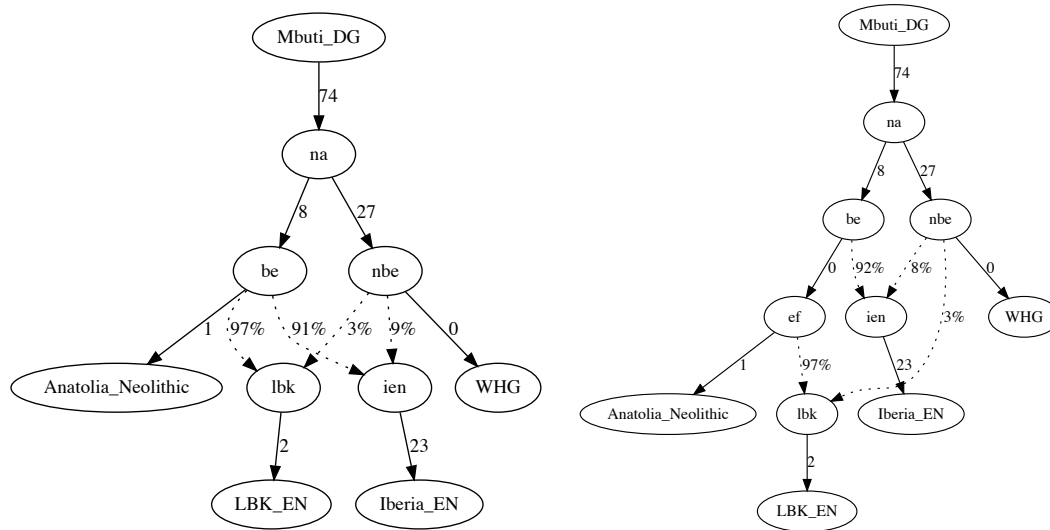 Mbuti_DG
74
na
8
27
be
nbe
1
97%
91%
3%
9%
0
Anatolia_Neolithic
lbk
ien
WHG
2
23
LBK_EN
Iberia_EN
Mbuti_DG
74
na
8
27
be
nbe
0
92%
8%
0
3%
ef
ien
WHG
1
97%
23
Anatolia_Neolithic
lbk
Iberia_EN
2
LBK_EN